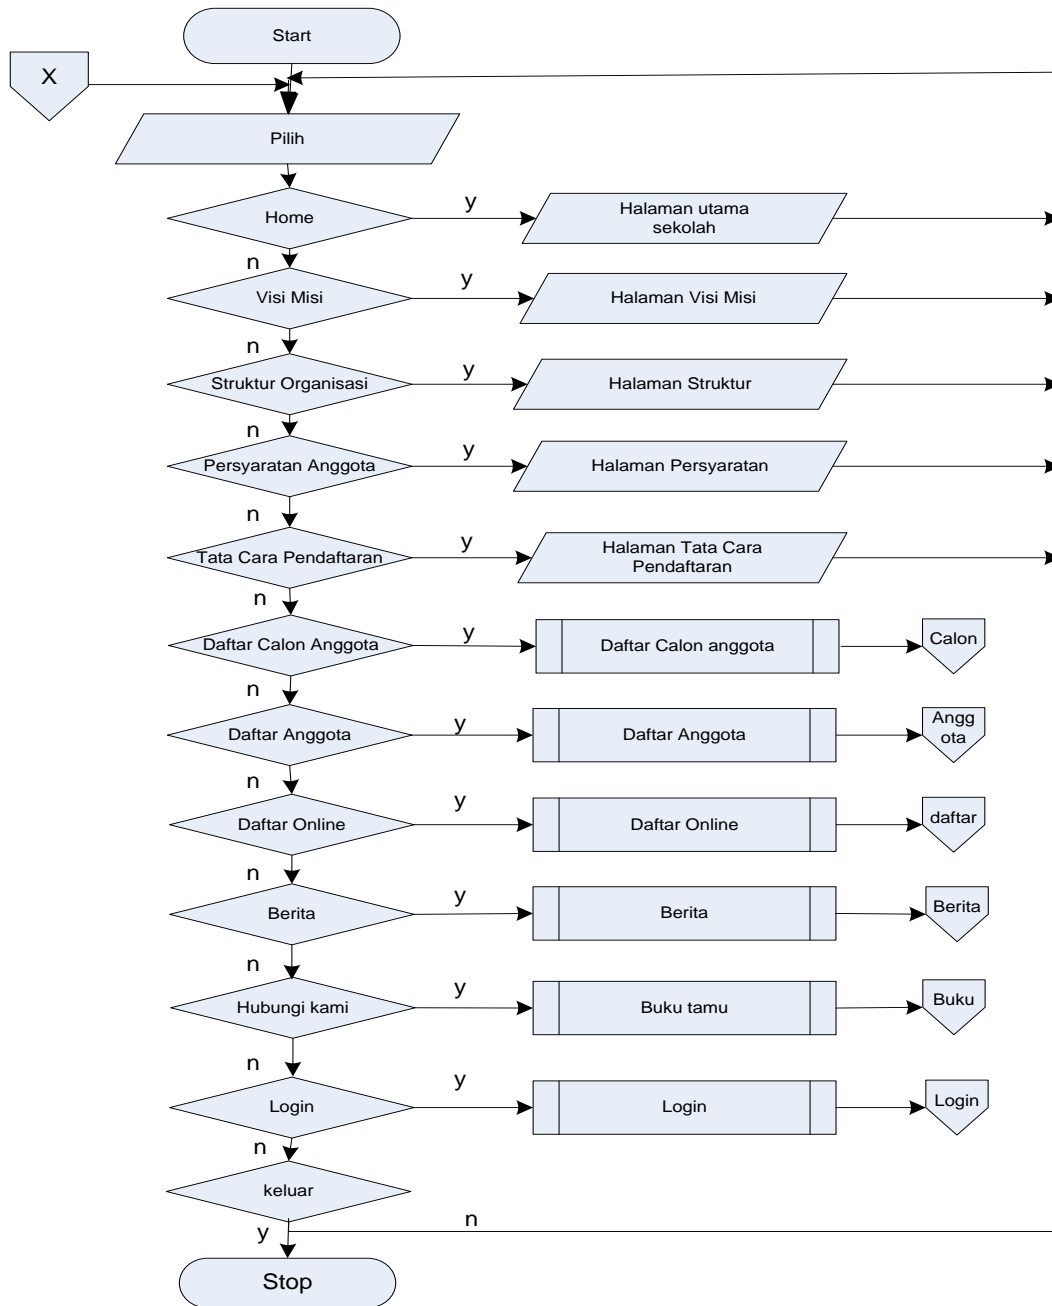 Start
X
Pilih
Home
y
Halaman utama
sekolah
n
Visi Misi
y
Halaman Visi Misi
n
Struktur Organisasi
y
Halaman Struktur
n
Persyaratan Anggota
y
Halaman Persyaratan
n
Tata Cara Pendaftaran
y
Halaman Tata Cara
Pendaftaran
n
Daftar Calon Anggota
y
Daftar Calon anggota
Calon
n
Daftar Anggota
y
Daftar Anggota
Angg
ota
n
Daftar Online
y
Daftar Online
daftar
n
Berita
y
Berita
Berita
n
Hubungi kami
y
Buku tamu
Buku
n
Login
y
Login
Login
n
keluar
y
n
Stop